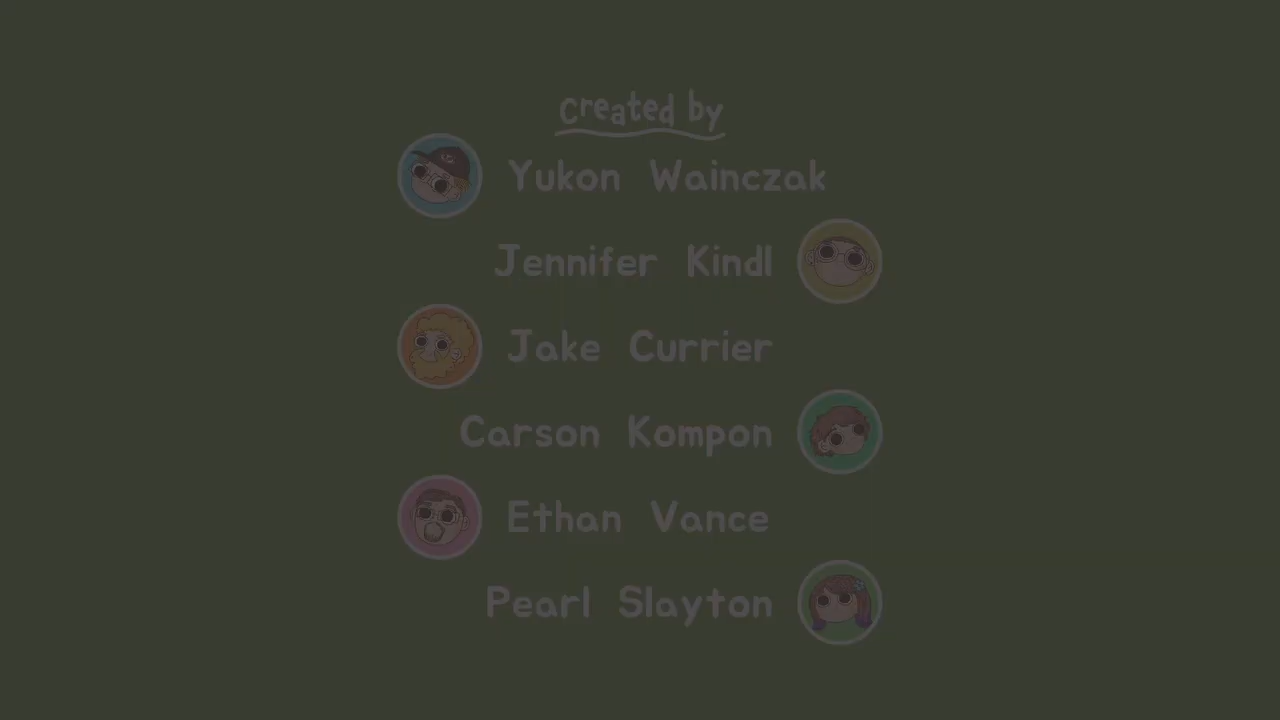 created by
Yukon Wainczak
Jennifer Kindl
Jake Currier
Carson Kompon
Ethan Vance
Pearl Slayton